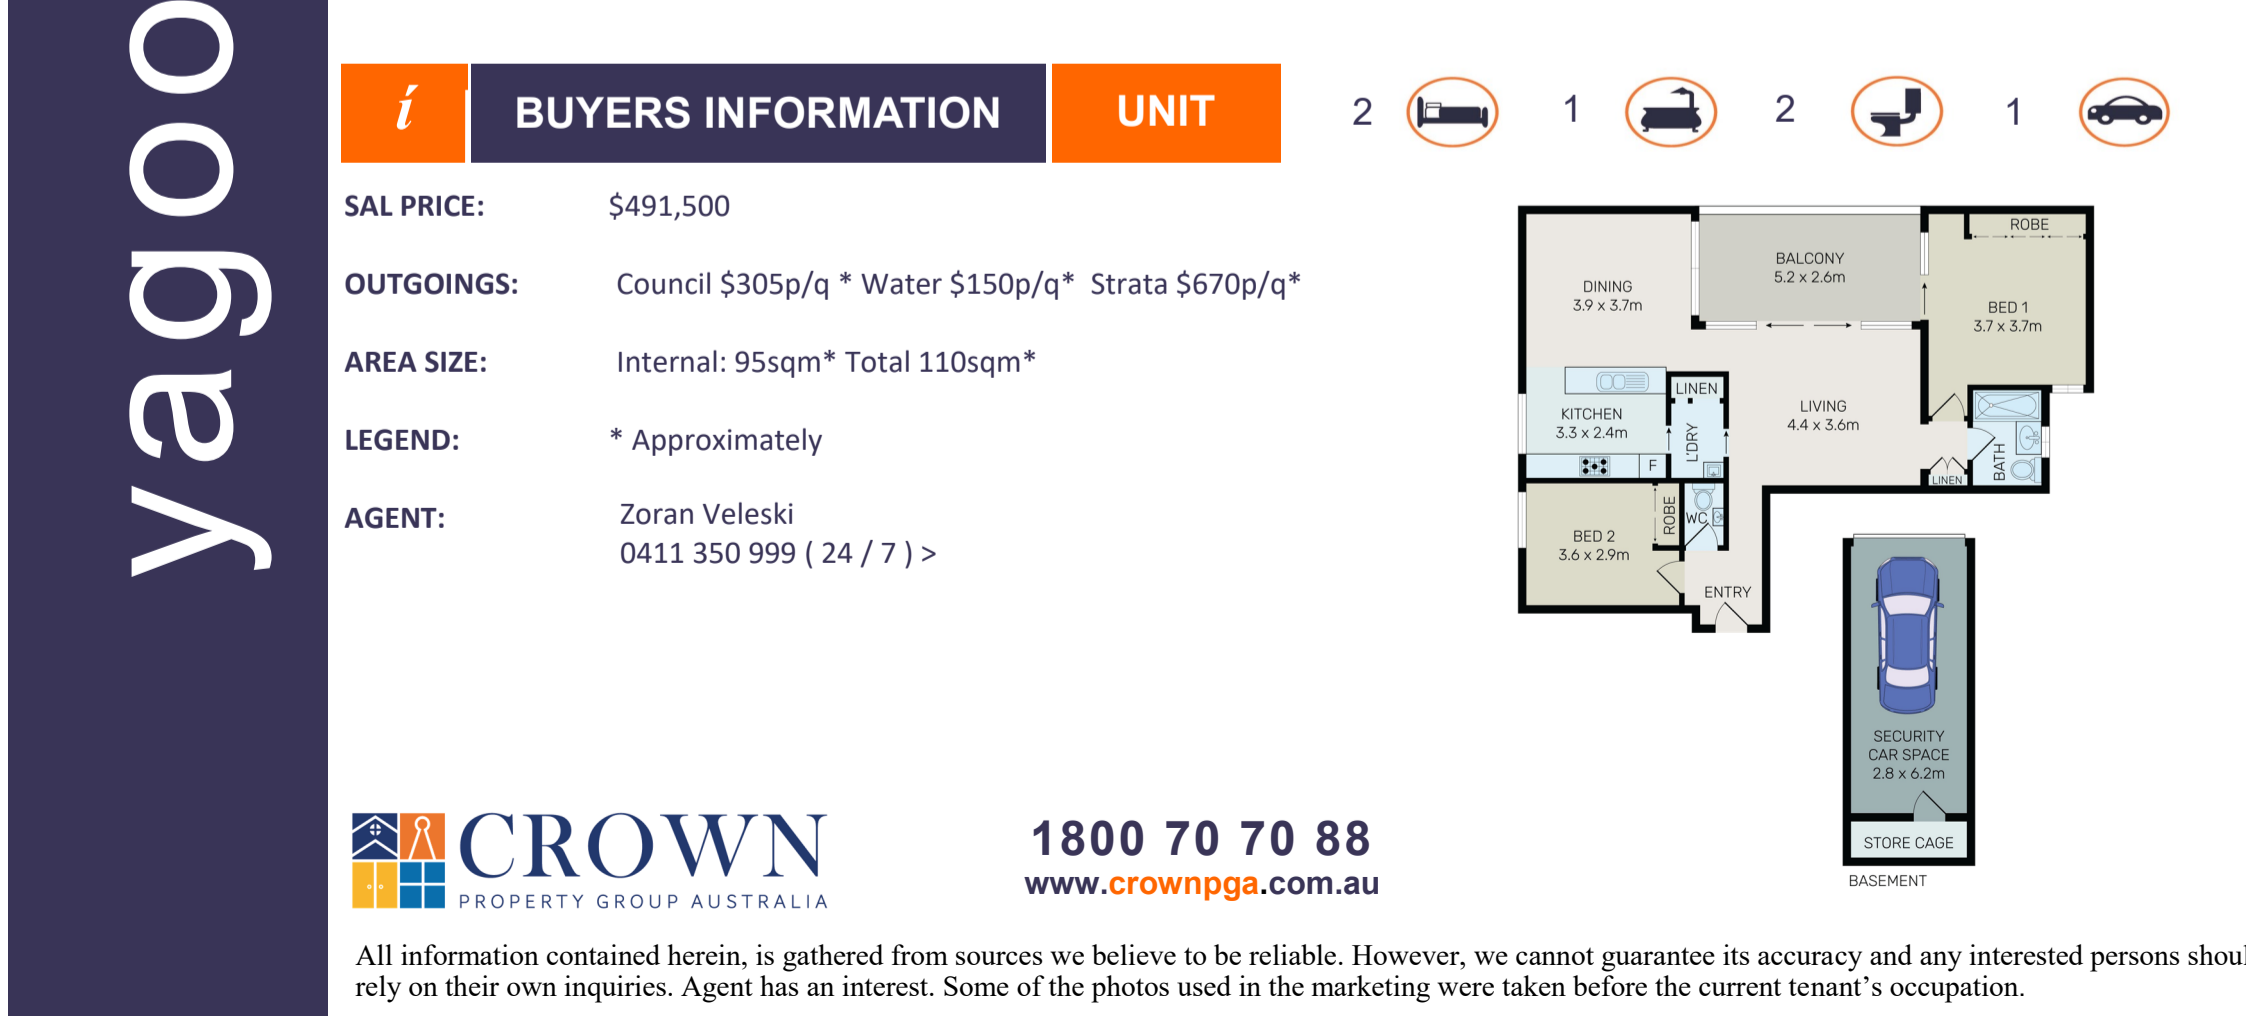 yagoo
i BUYERS INFORMATION UNIT 2 1 2 1
SAL PRICE: $491,500
OUTGOINGS: Council $305p/q * Water $150p/q* Strata $670p/q*
AREA SIZE: Internal: 95sqm* Total 110sqm*
LEGEND: * Approximately
AGENT: Zoran Veleski
0411 350 999 ( 24 / 7 ) >
ROBE
BALCONY
5.2 x 2.6m
DINING
3.9 x 3.7m
BED 1
3.7 x 3.7m
LINEN
KITCHEN
3.3 x 2.4m
LIVING
4.4 x 3.6m
L'DRY
F
BATH
LINEN
ROBE
WC
BED 2
3.6 x 2.9m
ENTRY
SECURITY
CAR SPACE
2.8 x 6.2m
STORE CAGE
BASEMENT
CROWN
PROPERTY GROUP AUSTRALIA
1800 70 70 88
www.crownpga.com.au
All information contained herein, is gathered from sources we believe to be reliable. However, we cannot guarantee its accuracy and any interested persons shoul
rely on their own inquiries. Agent has an interest. Some of the photos used in the marketing were taken before the current tenant's occupation.